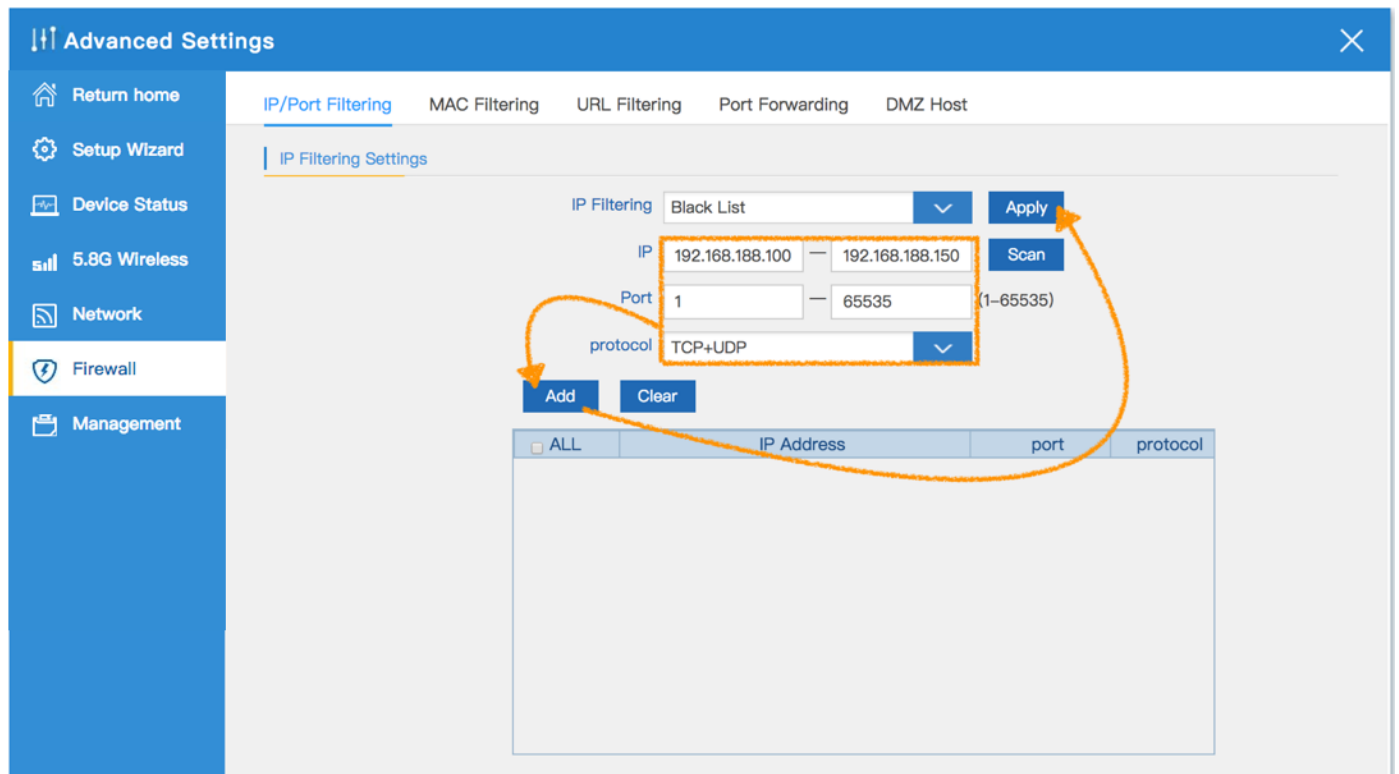 Advanced Settings
Return home
Setup Wizard
Device Status
5.8G Wireless
Network
Firewall
Management
IP/Port Filtering MAC Filtering URL Filtering Port Forwarding DMZ Host
IP Filtering Settings
IP Filtering Black List Apply
IP 192.168.188.100 — 192.168.188.150 Scan
Port 1 — 65535 (1–65535)
protocol TCP+UDP
Add Clear
ALL IP Address port protocol